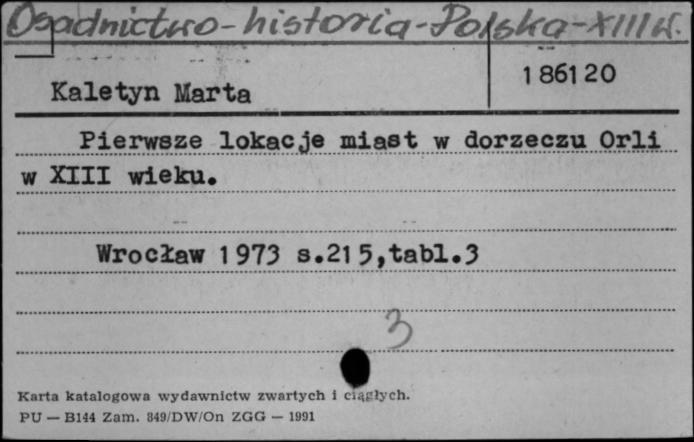 Osadnictwo-historia-Polska-XIII w.
186120
Kaletyn Marta
Pierwsze lokacje miast w dorzeczu Orli
w XIII wieku.
Wrocław 1973 s.215,tabl.3
3
Karta katalogowa wydawnictw zwartych i ciągłych.
PU — B144 Zam. 849/DW/On ZGG — 1991